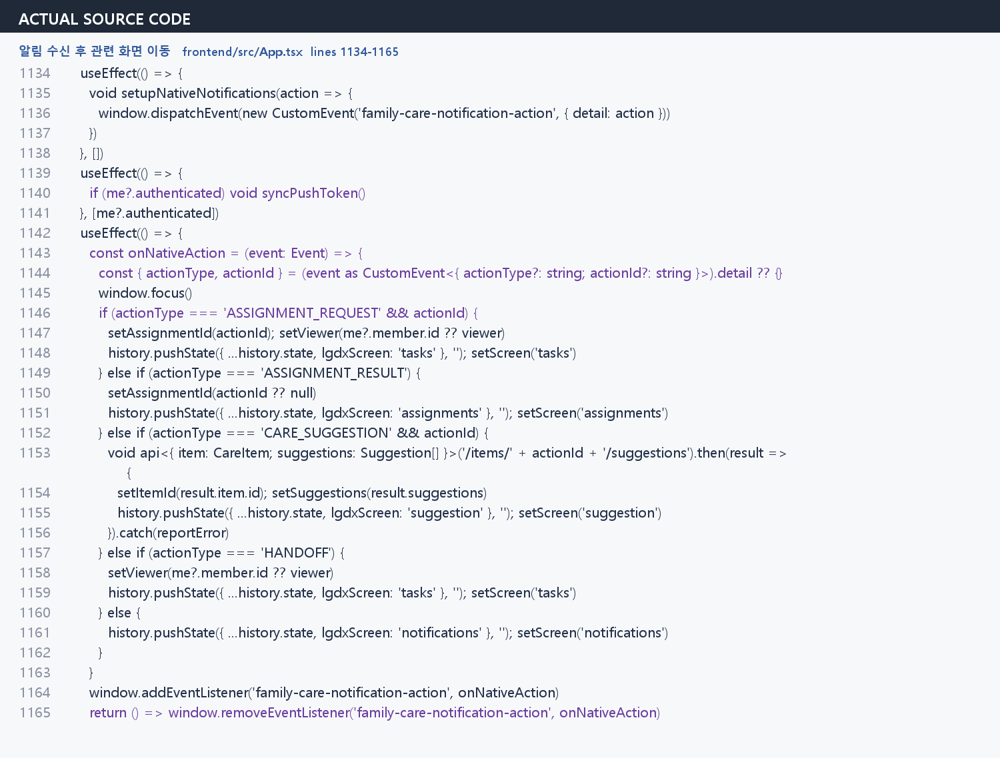 ACTUAL SOURCE CODE
알림 수신 후 관련 화면 이동 frontend/src/App.tsx lines 1134-1165
1134 useEffect(() => {
1135 void setupNativeNotifications(action => {
1136 window.dispatchEvent(new CustomEvent('family-care-notification-action', { detail: action }))
1137 })
1138 }, [])
1139 useEffect(() => {
1140 if (me?.authenticated) void syncPushToken()
1141 }, [me?.authenticated])
1142 useEffect(() => {
1143 const onNativeAction = (event: Event) => {
1144 const { actionType, actionId } = (event as CustomEvent<{ actionType?: string; actionId?: string }>).detail ?? {}
1145 window.focus()
1146 if (actionType === 'ASSIGNMENT_REQUEST' && actionId) {
1147 setAssignmentId(actionId); setViewer(me?.member.id ?? viewer)
1148 history.pushState({ ...history.state, lgdxScreen: 'tasks' }, ''); setScreen('tasks')
1149 } else if (actionType === 'ASSIGNMENT_RESULT') {
1150 setAssignmentId(actionId ?? null)
1151 history.pushState({ ...history.state, lgdxScreen: 'assignments' }, ''); setScreen('assignments')
1152 } else if (actionType === 'CARE_SUGGESTION' && actionId) {
1153 void api<{ item: CareItem; suggestions: Suggestion[] }>('/items/' + actionId + '/suggestions').then(result =>
{
1154 setItemId(result.item.id); setSuggestions(result.suggestions)
1155 history.pushState({ ...history.state, lgdxScreen: 'suggestion' }, ''); setScreen('suggestion')
1156 }).catch(reportError)
1157 } else if (actionType === 'HANDOFF') {
1158 setViewer(me?.member.id ?? viewer)
1159 history.pushState({ ...history.state, lgdxScreen: 'tasks' }, ''); setScreen('tasks')
1160 } else {
1161 history.pushState({ ...history.state, lgdxScreen: 'notifications' }, ''); setScreen('notifications')
1162 }
1163 }
1164 window.addEventListener('family-care-notification-action', onNativeAction)
1165 return () => window.removeEventListener('family-care-notification-action', onNativeAction)